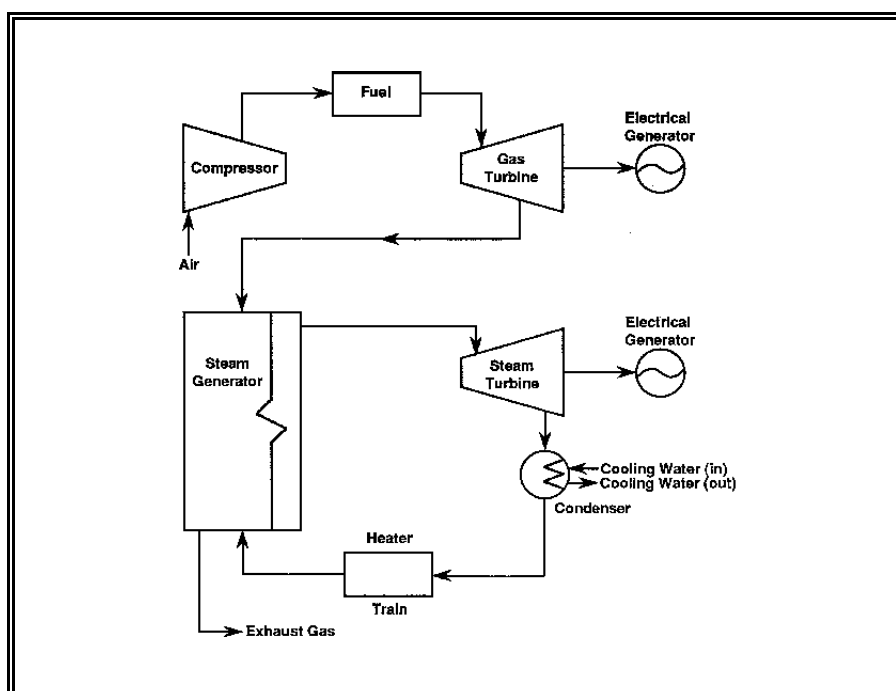 Fuel
Electrical
Generator
Compressor
Gas
Turbine
Air
Electrical
Generator
Steam
Generator
Steam
Turbine
Cooling Water (in)
Cooling Water (out)
Condenser
Heater
Train
Exhaust Gas